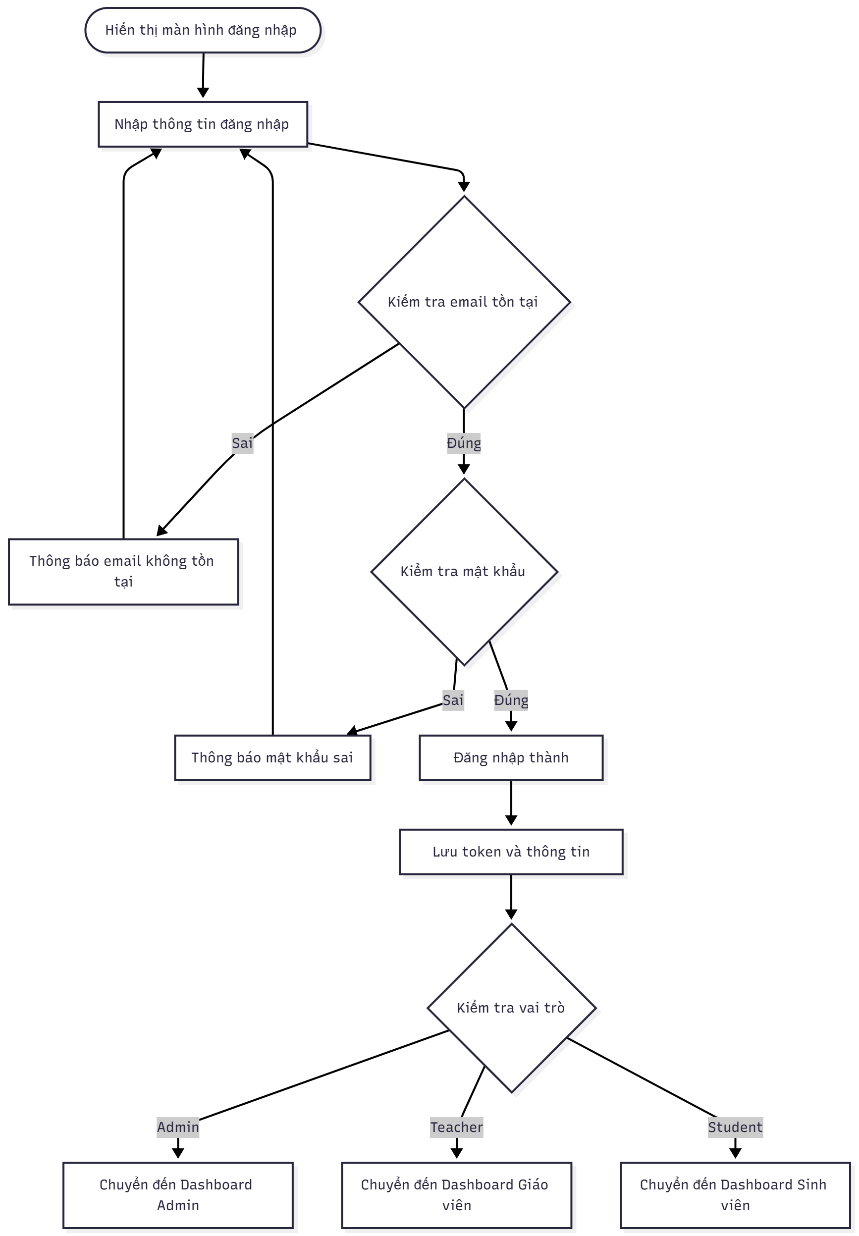 Hiển thị màn hình đăng nhập
Nhập thông tin đăng nhập
Kiểm tra email tồn tại
Sai
Đúng
Thông báo email không tồn
tại
Kiểm tra mật khẩu
Sai
Đúng
Thông báo mật khẩu sai
Đăng nhập thành
Lưu token và thông tin
Kiểm tra vai trò
Admin
Teacher
Student
Chuyển đến Dashboard
Admin
Chuyển đến Dashboard Giáo
viên
Chuyển đến Dashboard Sinh
viên